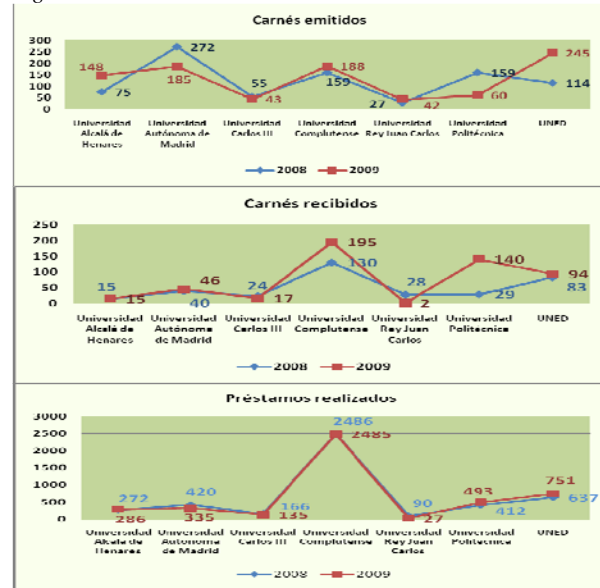 Carnés emitidos
300
250
200
150
100
50
0
148
75
272
185
55
43
188
159
27
42
159
60
245
114
Universidad Alcalá de Henares
Universidad Autónoma de Madrid
Universidad Carlos III
Universidad Complutense
Universidad Rey Juan Carlos
Universidad Politécnica
UNED
2008 2009
Carnés recibidos
250
200
150
100
50
0
15
15
46
40
24
17
195
130
28
2
140
29
94
83
Universidad Alcalá de Henares
Universidad Autónoma de Madrid
Universidad Carlos III
Universidad Complutense
Universidad Rey Juan Carlos
Universidad Politecnica
UNED
2008 2009
Préstamos realizados
3000
2500
2000
1500
1000
500
0
272
286
420
335
166
135
2486
2485
90
27
493
412
751
637
Universidad Alcala de Henares
Universidad Autonoma de Madrid
Universidad Carlos III
Universidad Complutense
Universidad Rey Juan Carlos
Universidad Politecnica
UNED
2008 2009